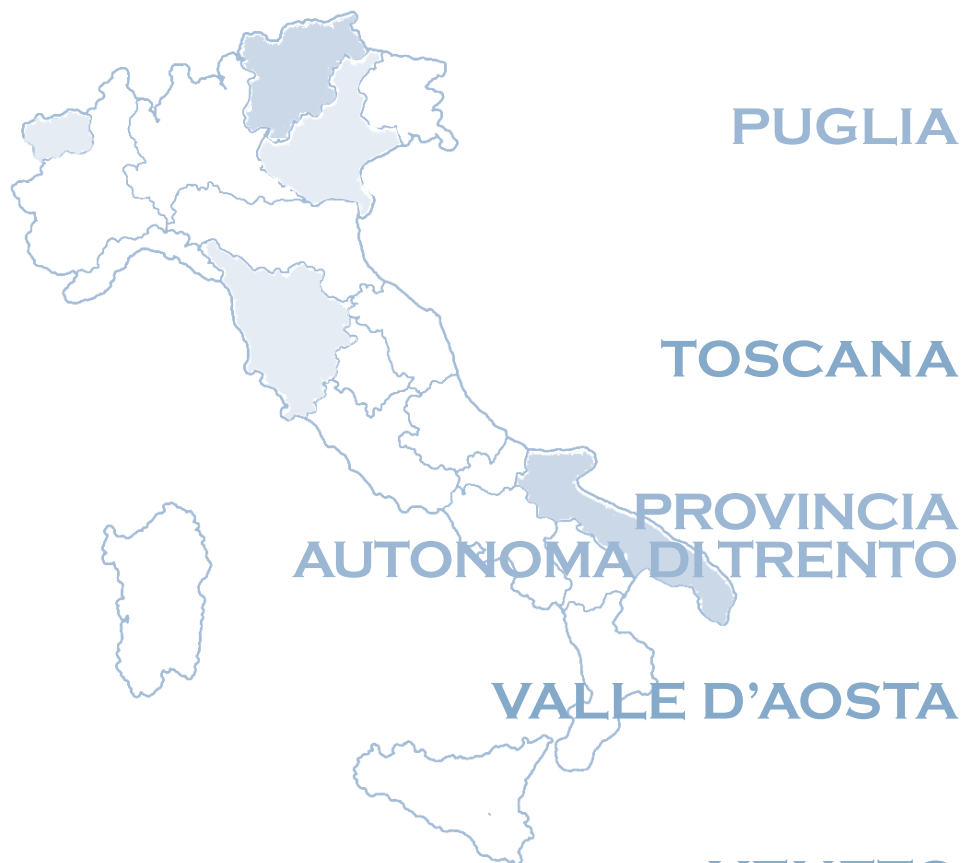 PUGLIA
TOSCANA
PROVINCIA
AUTONOMA DI TRENTO
VALLE D’AOSTA